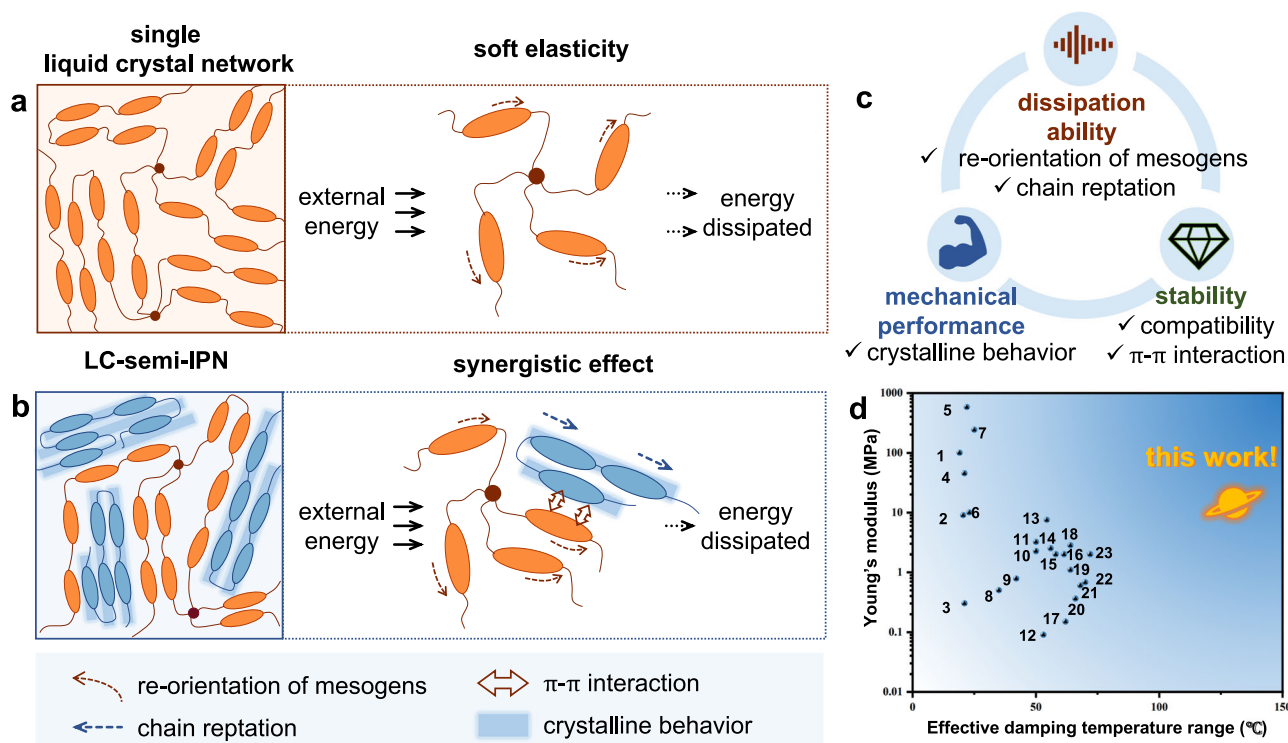 single
liquid crystal network
soft elasticity
a
external
energy
energy
dissipated
LC-semi-IPN
synergistic effect
b
external
energy
energy
dissipated
re-orientation of mesogens
π-π interaction
chain reptation
crystalline behavior
c
dissipation
ability
✓ re-orientation of mesogens
✓ chain reptation
mechanical
performance
✓ crystalline behavior
stability
✓ compatibility
✓ π-π interaction
d
Young's modulus (MPa)
1000
100
10
1
0.1
0.01
5
7
1
4
2
6
3
13
11
14
18
10
15
16
23
9
19
8
22
21
20
17
12
this work!
0
50
100
150
Effective damping temperature range (℃)